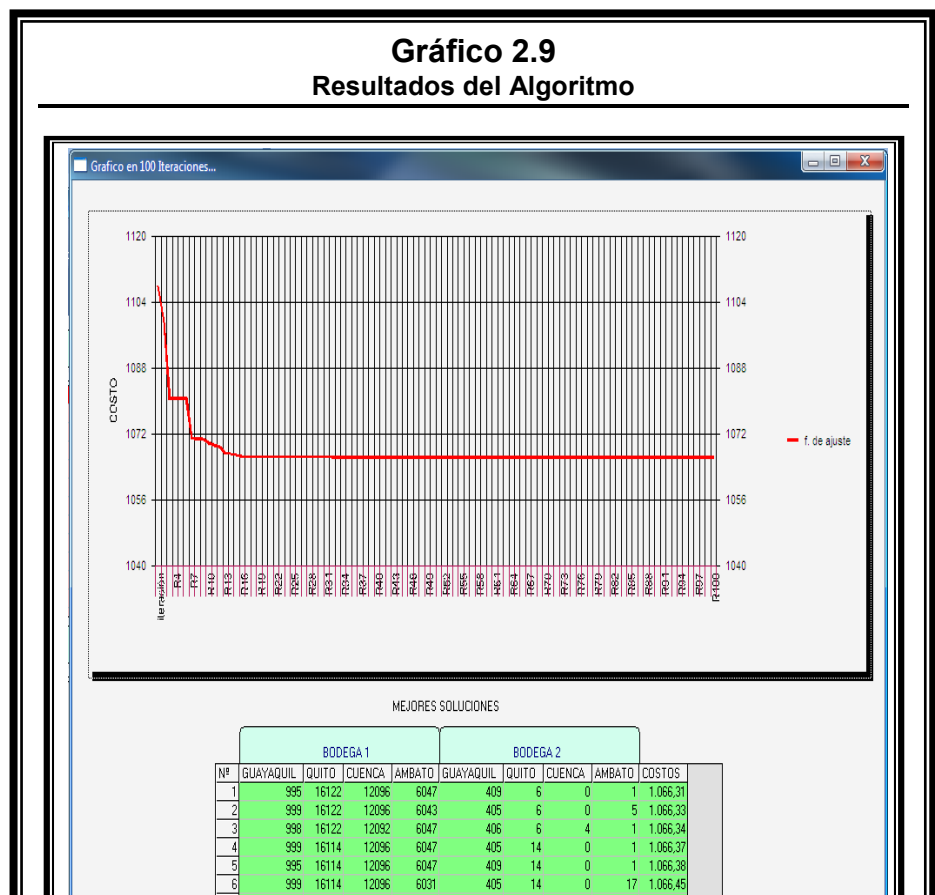 Gráfico 2.9
Resultados del Algoritmo
Grafico en 100 Iteraciones...
1120 1120
1104 1104
1088 1088
COSTO
1072 1072
f. de ajuste
1056 1056
1040 1040
iteracion R4 R7 R10 R13 R16 R19 R22 R25 R28 R31 R34 R37 R40 R43 R49 R55 R58 R61 R64 R67 R70 R73 R76 R79 R82 R85 R88 R91 R94 R97 R100
MEJORES SOLUCIONES
BODEGA 1 BODEGA 2
Nº GUAYAQUIL QUITO CUENCA AMBATO GUAYAQUIL QUITO CUENCA AMBATO COSTOS
1 995 16122 12096 6047 409 6 0 1 1.066,31
2 999 16122 12096 6043 405 6 0 5 1.066,33
3 998 16122 12092 6047 406 6 4 1 1.066,34
4 999 16114 12096 6047 405 14 0 1 1.066,37
5 995 16114 12096 6047 409 14 0 1 1.066,38
6 999 16114 12096 6031 405 14 0 17 1.066,45